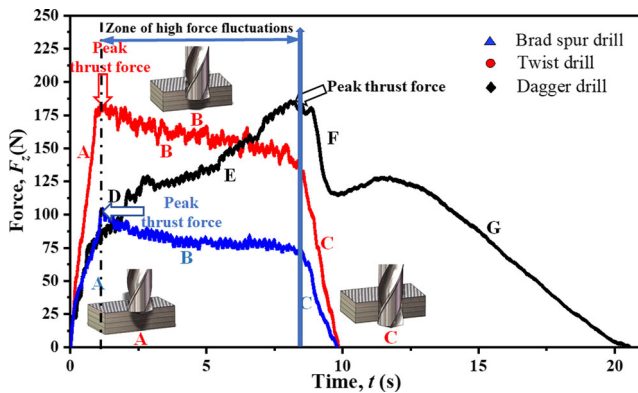 250
225
200
175
150
125
100
75
50
25
0
Force, F_z(N)
Zone of high force fluctuations
Peak
thrust force
Brad spur drill
Twist drill
Dagger drill
Peak thrust force
B
A
B
F
D
E
Peak
thrust force
B
G
A
C
C
A
C
0
5
10
15
20
Time, t (s)